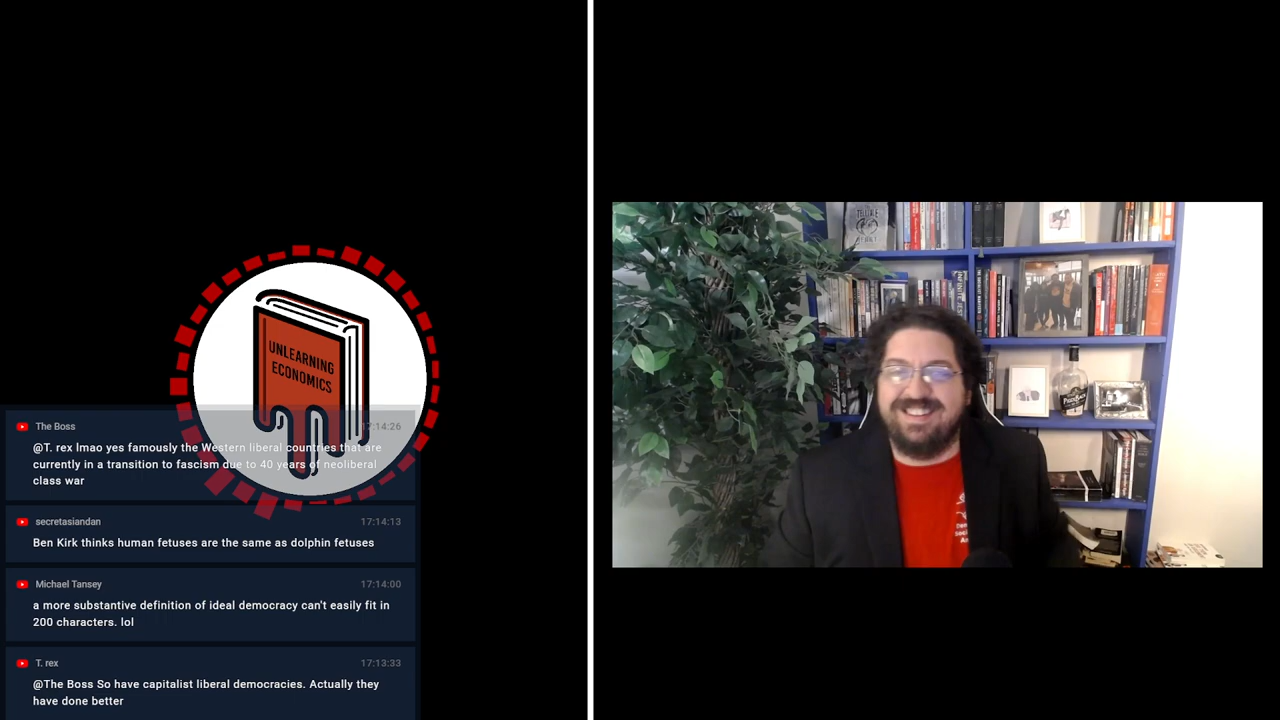 UNLEARNING
ECONOMICS
The Boss
17:14:26
@T. rex lmao yes famously the Western liberal countries that are
currently in a transition to fascism due to 40 years of neoliberal
class war
secretasiandan
17:14:13
Ben Kirk thinks human fetuses are the same as dolphin fetuses
Michael Tansey
17:14:00
a more substantive definition of ideal democracy can't easily fit in
200 characters. lol
T. rex
17:13:33
@The Boss So have capitalist liberal democracies. Actually they
have done better